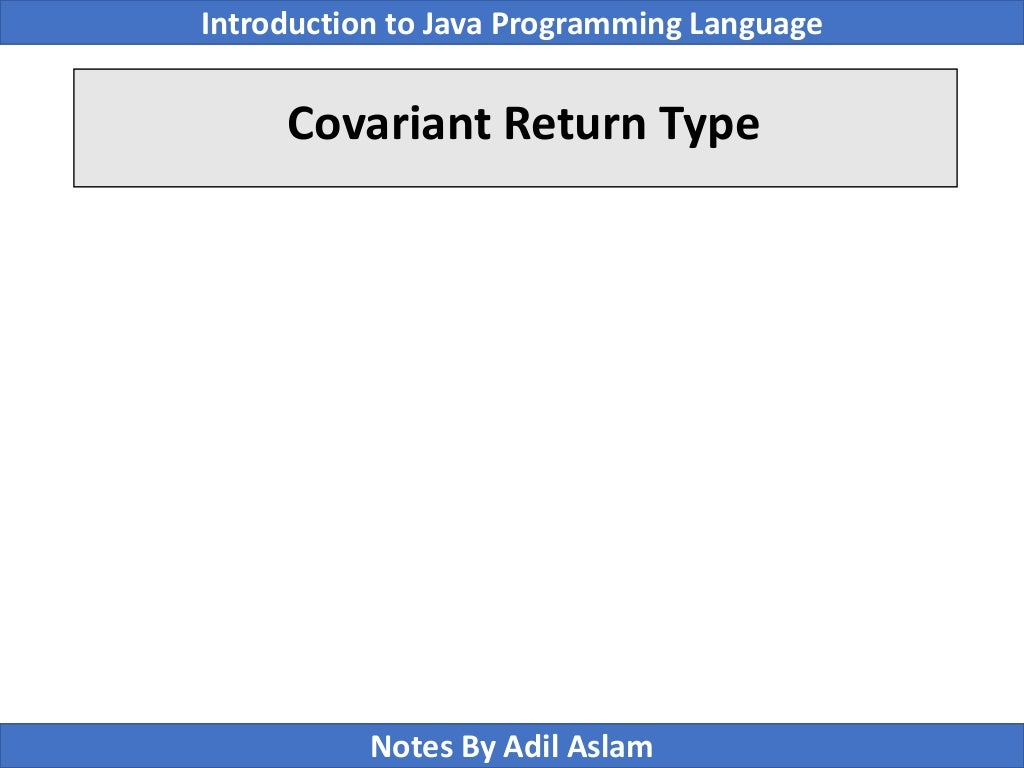 Introduction to Java Programming Language
Covariant Return Type
Notes By Adil Aslam